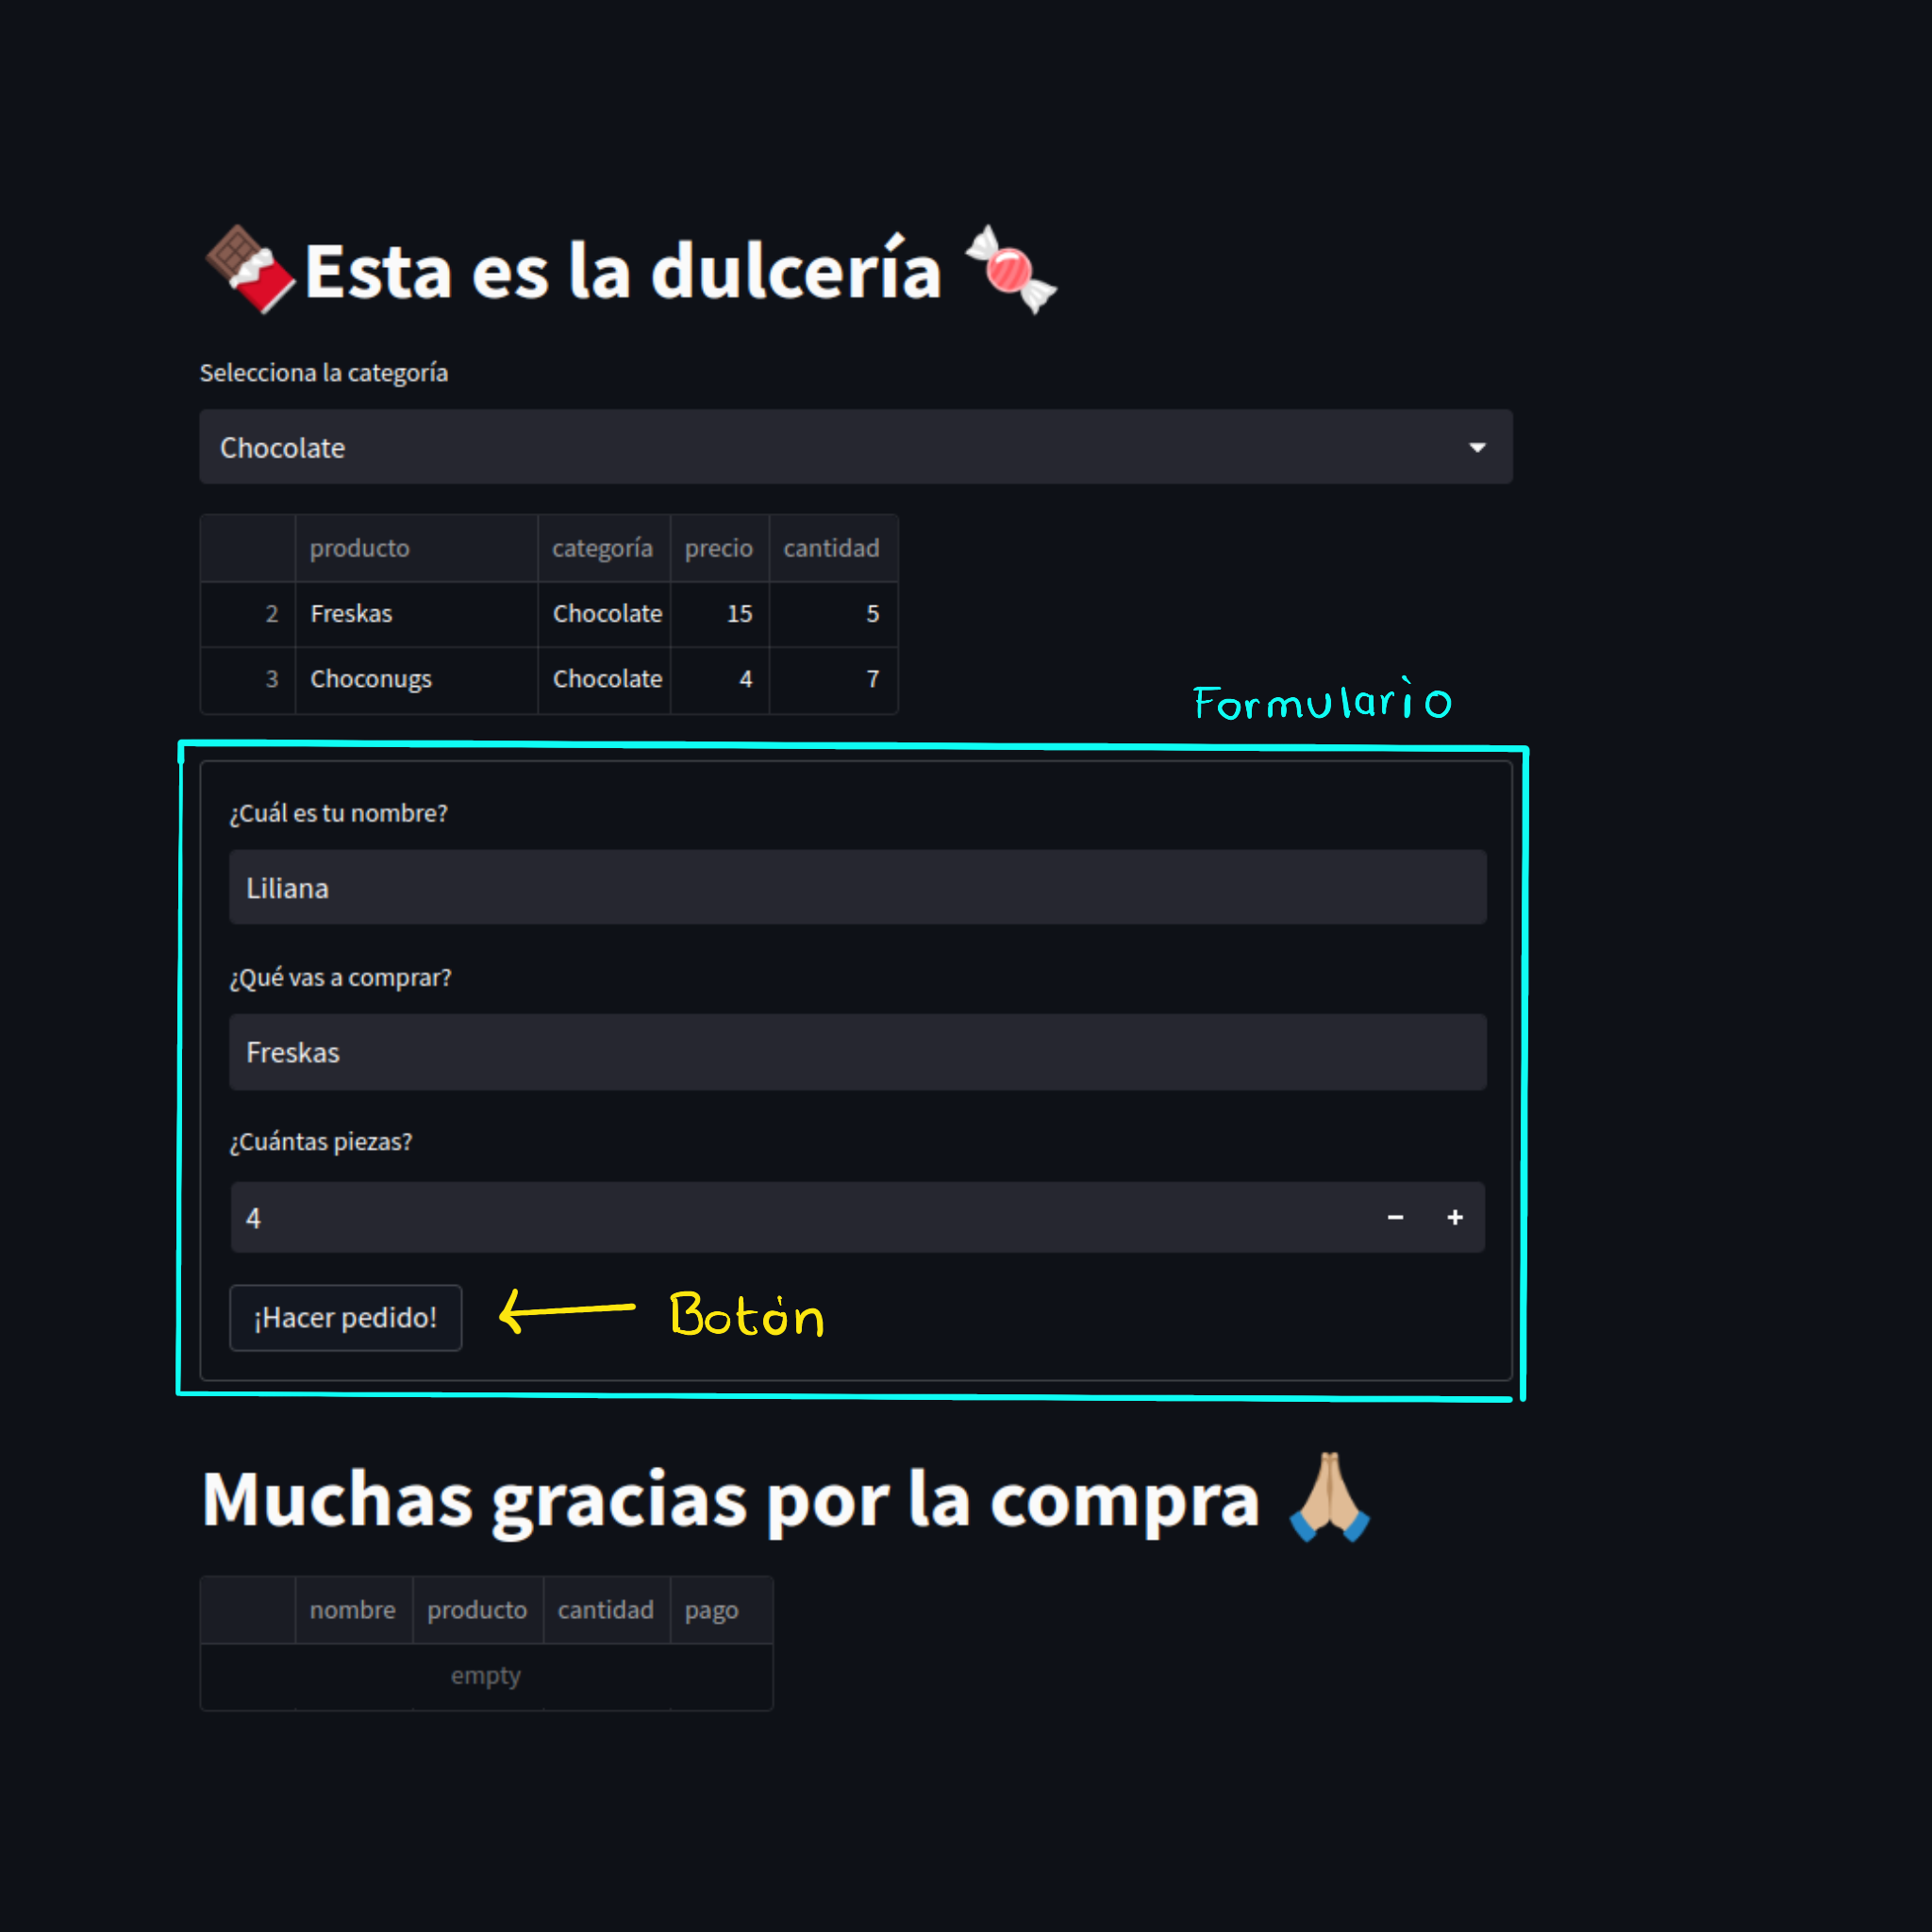 🍫Esta es la dulcería 🍬
Selecciona la categoría
Chocolate
producto categoría precio cantidad
2 Freskas Chocolate 15 5
3 Choconugs Chocolate 4 7
Formulario
¿Cuál es tu nombre?
Liliana
¿Qué vas a comprar?
Freskas
¿Cuántas piezas?
4 − +
¡Hacer pedido! Botón
Muchas gracias por la compra 🙏🏼
nombre producto cantidad pago
empty